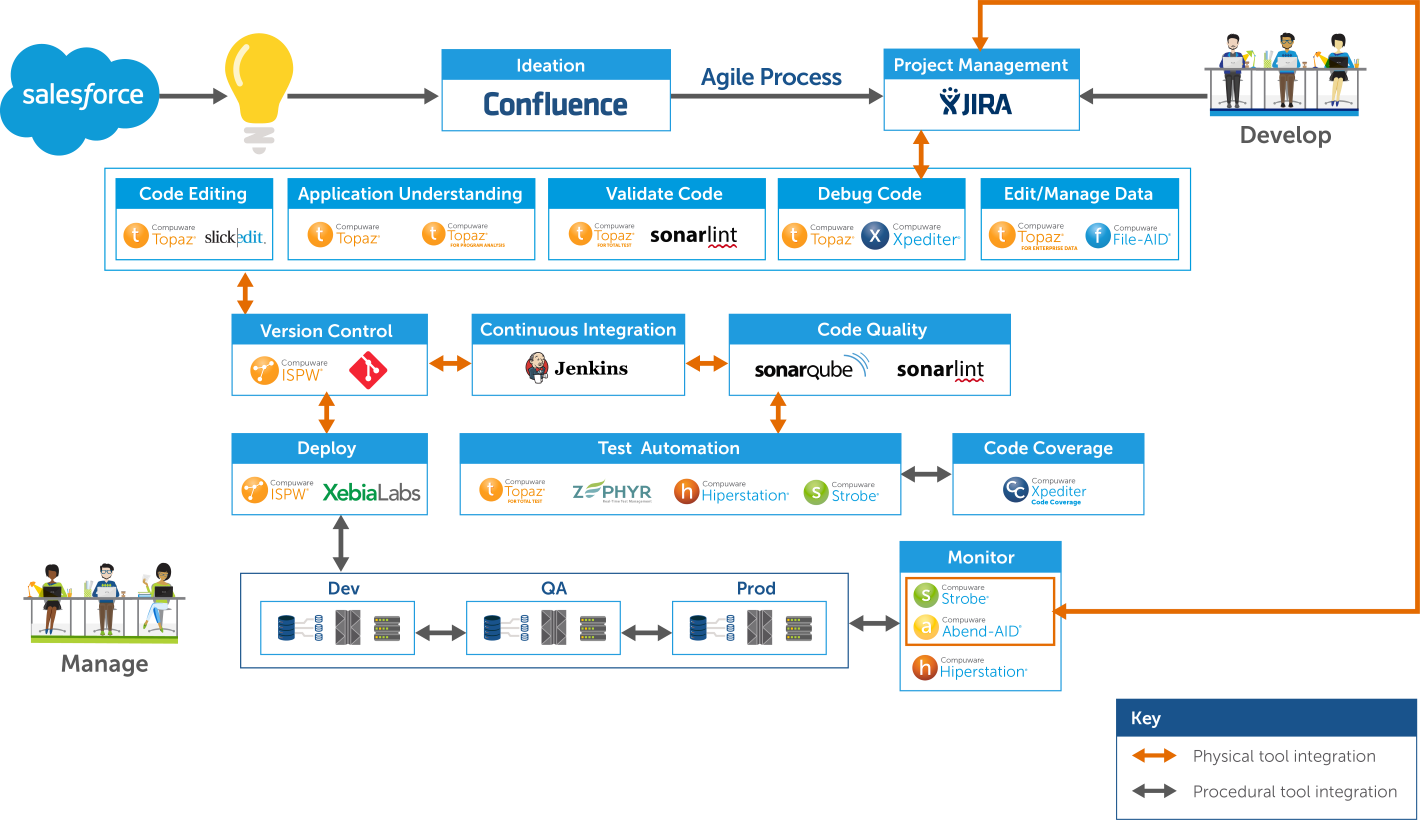 salesforce
Ideation
Confluence
Agile Process
Project Management
JIRA
Develop
Code Editing
Compuware
Topaz®
slickedit®
Application Understanding
Compuware
Topaz®
Compuware
Topaz®
FOR PROGRAM ANALYSIS
Validate Code
Compuware
Topaz®
FOR TOTAL TEST
sonarlint
Debug Code
Compuware
Topaz®
Compuware
Xpediter®
Edit/Manage Data
Compuware
Topaz®
FOR ENTERPRISE DATA
Compuware
File-AID®
Version Control
Compuware
ISPW®
Continuous Integration
Jenkins
Code Quality
sonarqube
sonarlint
Deploy
Compuware
ISPW®
XebiaLabs
Test Automation
Compuware
Topaz®
FOR TOTAL TEST
ZEPHYR
Real Time Test Management
Compuware
Hiperstation®
Compuware
Strobe®
Code Coverage
Compuware
Xpediter
Code Coverage
Manage
Dev
QA
Prod
Monitor
Compuware
Strobe®
Compuware
Abend-AID®
Compuware
Hiperstation®
Key
Physical tool integration
Procedural tool integration